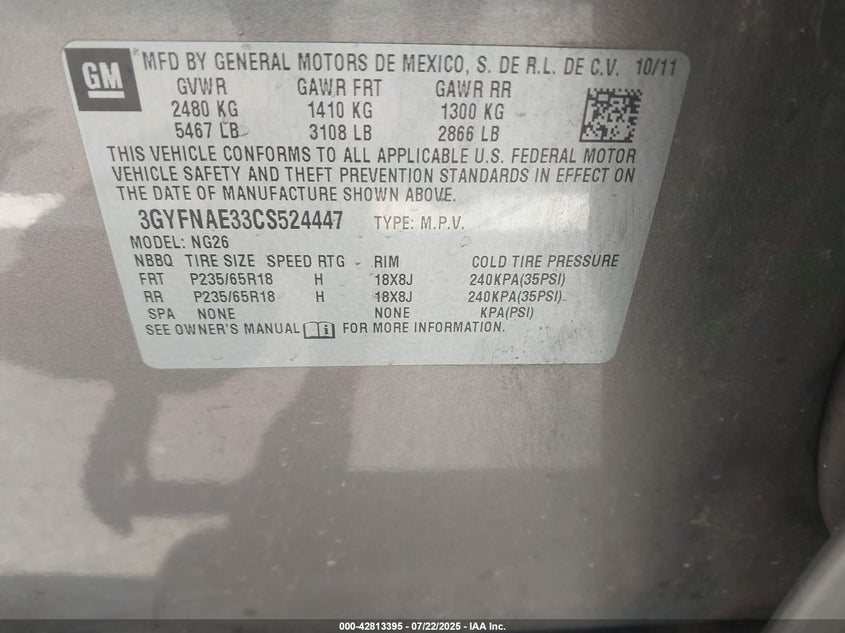 GM
MFD BY GENERAL MOTORS DE MEXICO, S. DE R.L. DE C.V. 10/11
GVWR GAWR FRT GAWR RR
2480 KG 1410 KG 1300 KG
5467 LB 3108 LB 2866 LB
THIS VEHICLE CONFORMS TO ALL APPLICABLE U.S. FEDERAL MOTOR
VEHICLE SAFETY AND THEFT PREVENTION STANDARDS IN EFFECT ON
THE DATE OF MANUFACTURE SHOWN ABOVE.
3GYFNAE33CS524447 TYPE: M.P.V.
MODEL: NG26
NBBQ TIRE SIZE SPEED RTG RIM COLD TIRE PRESSURE
FRT P235/65R18 H 18X8J 240KPA(35PSI)
RR P235/65R18 H 18X8J 240KPA(35PSI)
SPA NONE NONE KPA(PSI)
SEE OWNER'S MANUAL FOR MORE INFORMATION.
000-42813395 - 07/22/2025 - IAA Inc.